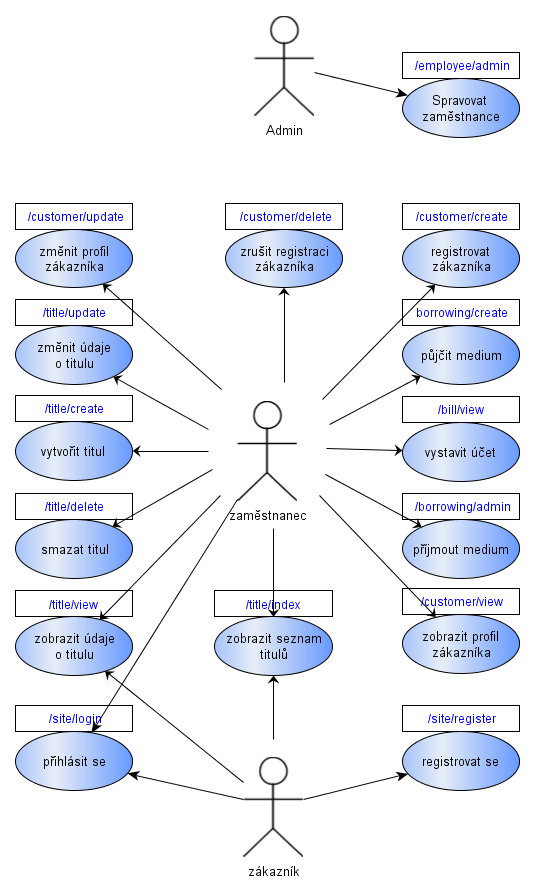 /employee/admin
Spravovat
zaměstnance
Admin
/customer/update
/customer/delete
/customer/create
změnit profil
zákazníka
zrušit registraci
zákazníka
registrovat
zákazníka
/title/update
borrowing/create
změnit údaje
o titulu
půjčit medium
/title/create
/bill/view
vytvořit titul
vystavit účet
/title/delete
zaměstnanec
/borrowing/admin
smazat titul
příjmout medium
/title/view
/title/index
/customer/view
zobrazit údaje
o titulu
zobrazit seznam
titulů
zobrazit profil
zákazníka
/site/login
/site/register
přihlásit se
registrovat se
zákazník